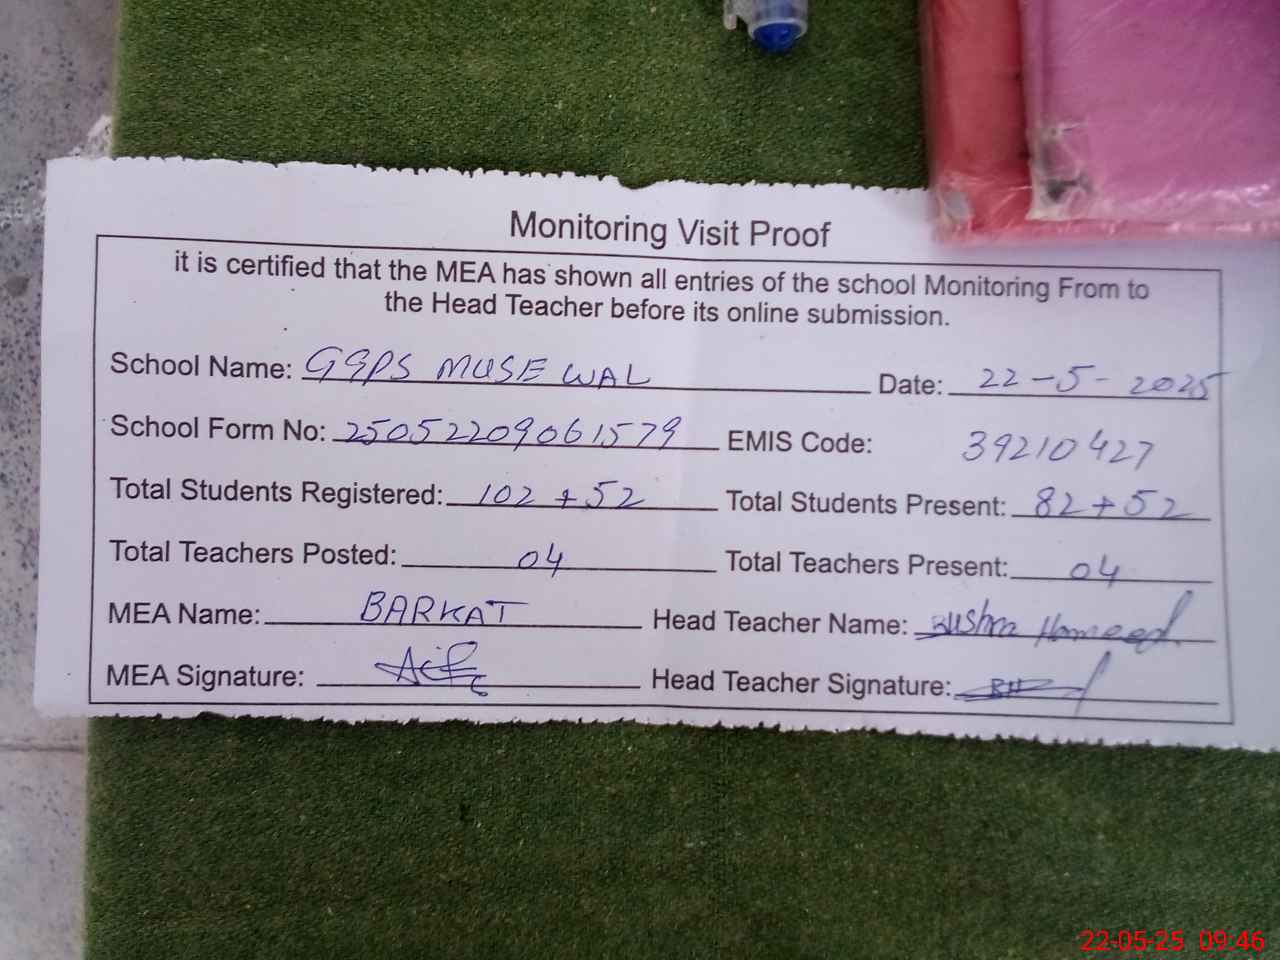 Monitoring Visit Proof
it is certified that the MEA has shown all entries of the school Monitoring From to
the Head Teacher before its online submission.
School Name: GGPS MUSE WAL Date: 22-5-2025
School Form No: 25052209061579 EMIS Code: 39210427
Total Students Registered: 102+52 Total Students Present: 82+52
Total Teachers Posted: 04 Total Teachers Present: 04
MEA Name: BARKAT Head Teacher Name: Bushra Hameed
MEA Signature: Head Teacher Signature:
22-05-25 09:46